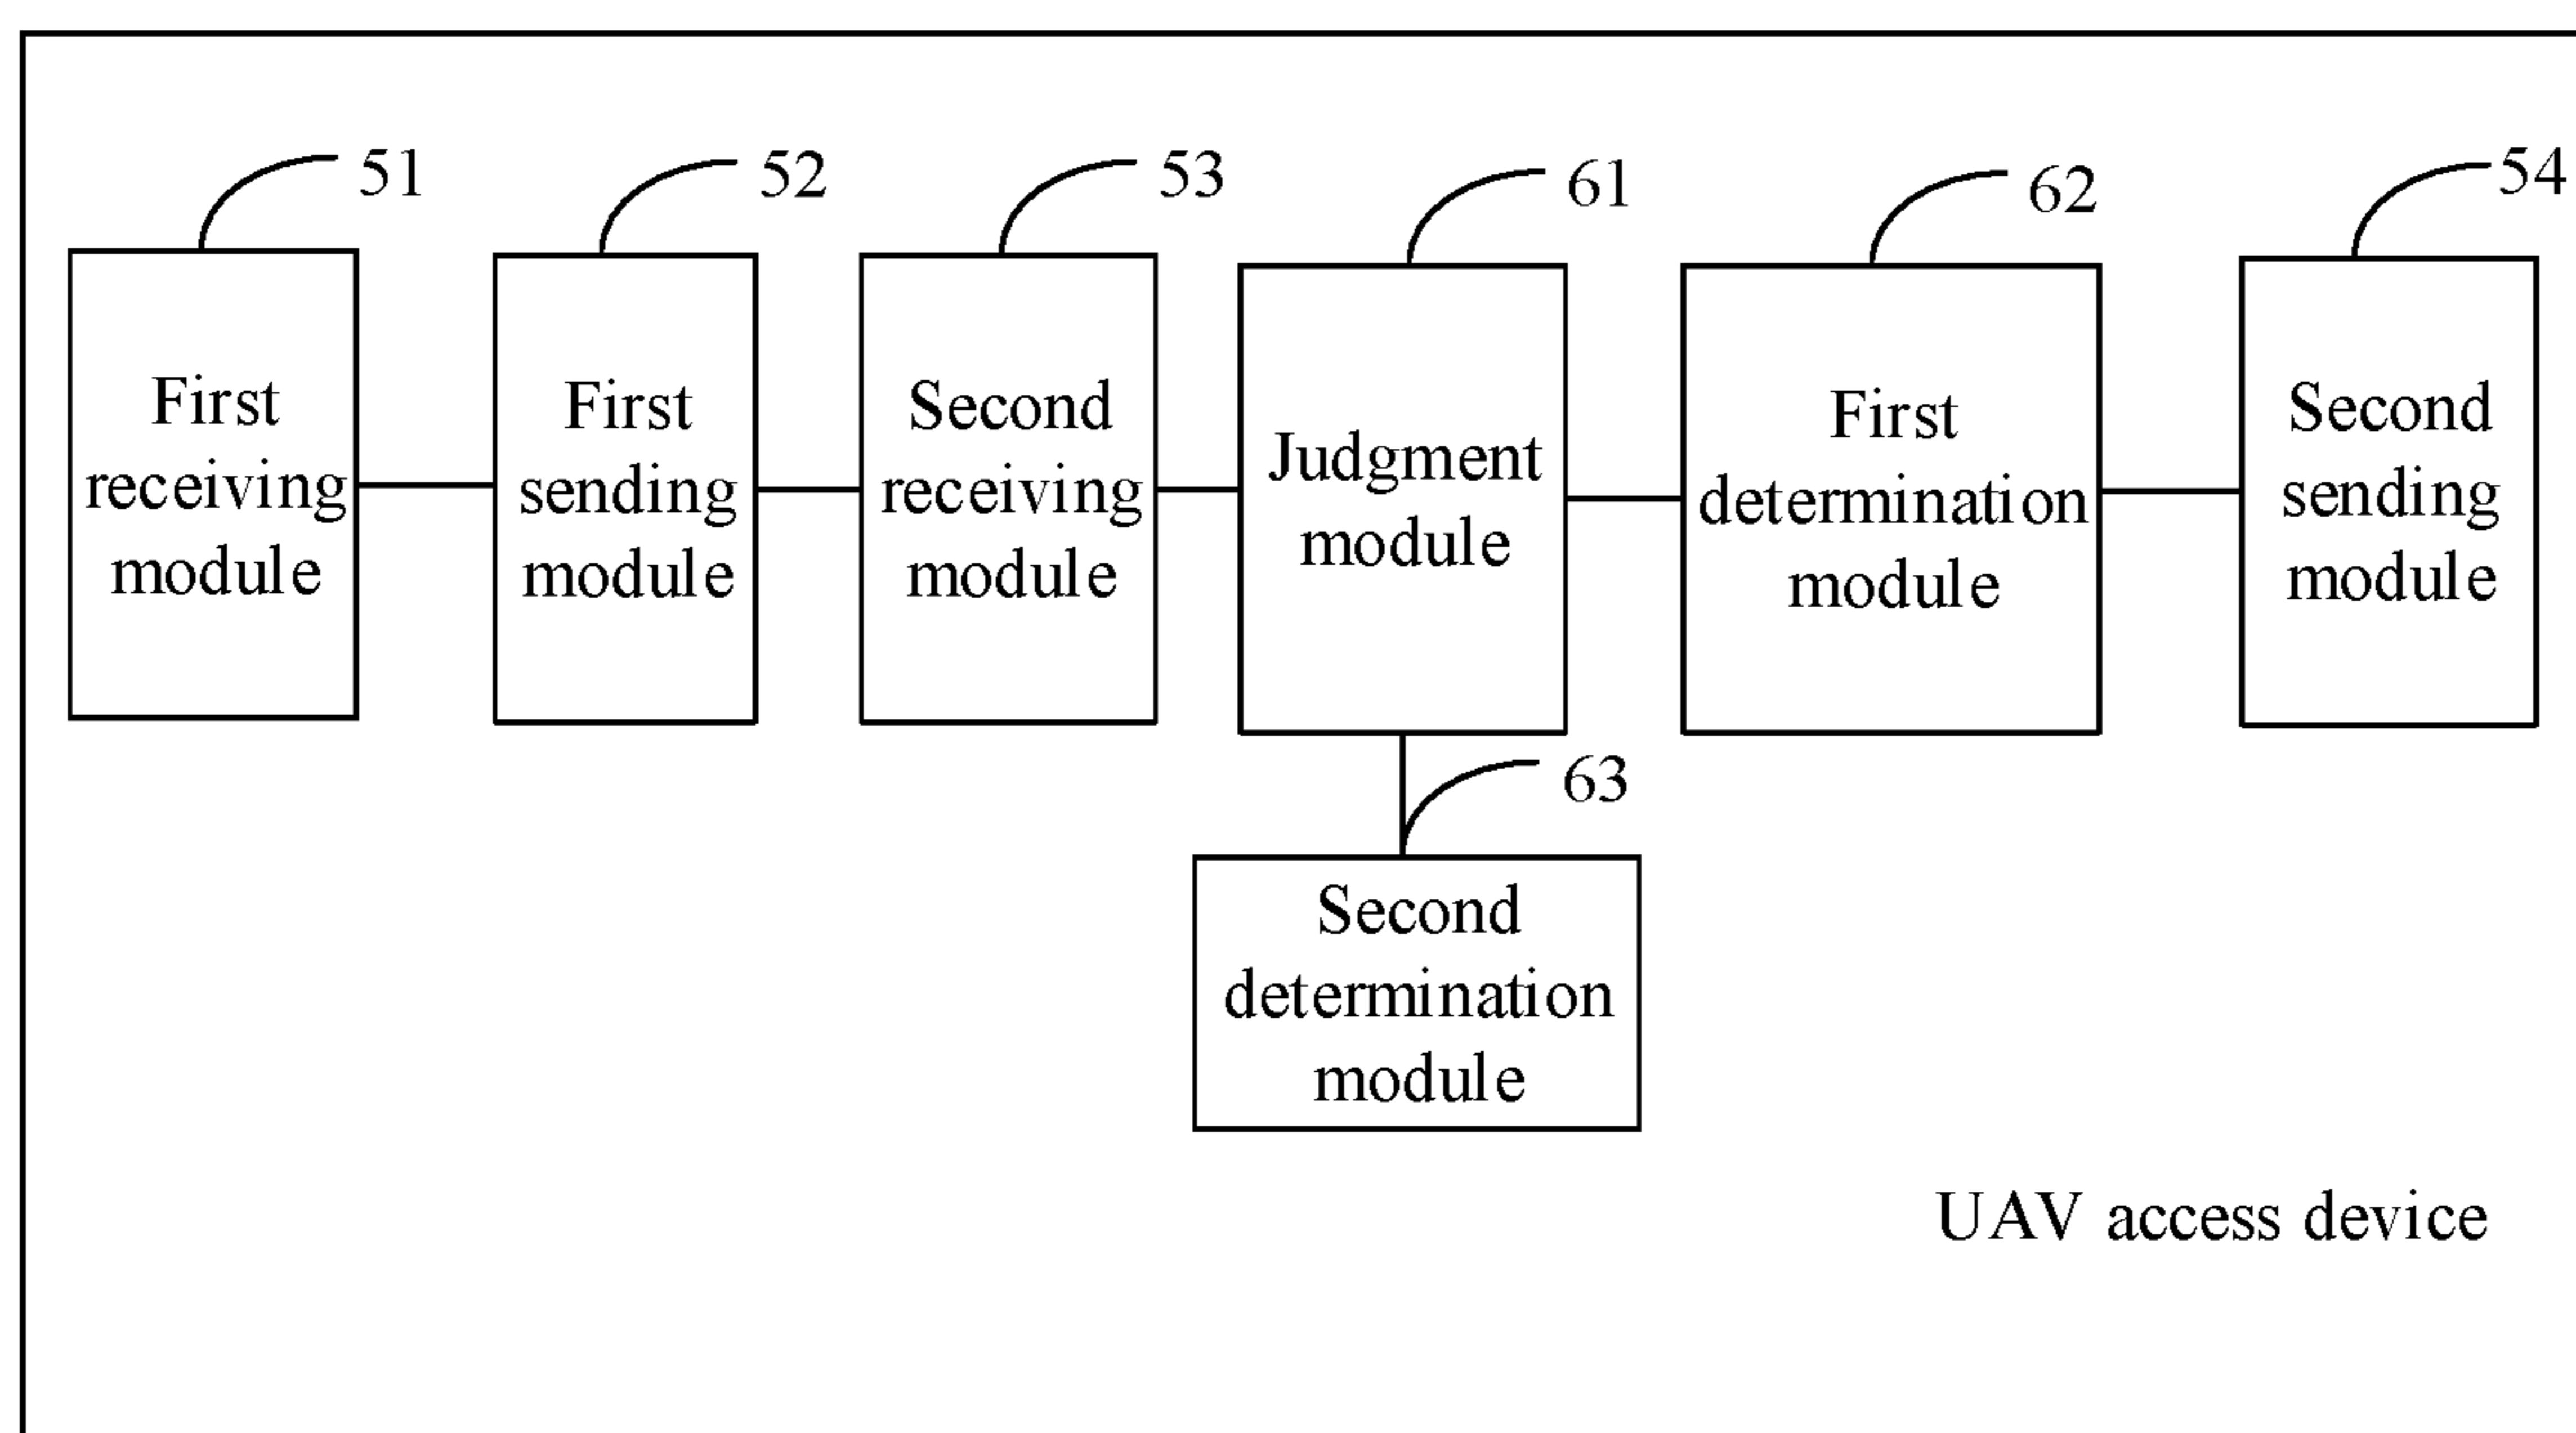 51
52
53
61
62
54
First
receiving
module
First
sending
module
Second
receiving
module
Judgment
module
First
determination
module
Second
sending
module
63
Second
determination
module
UAV access device